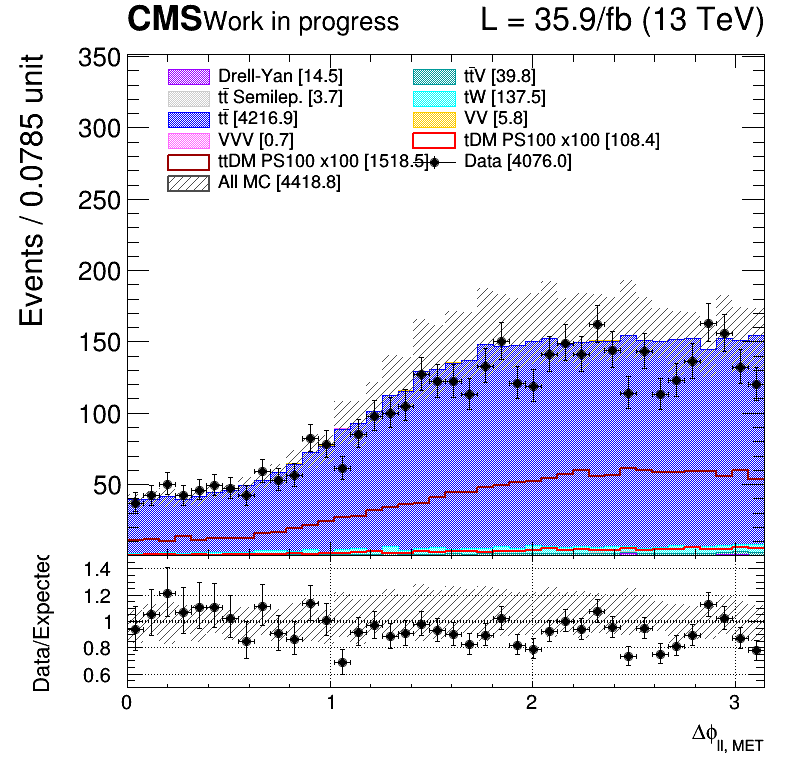 CMS Work in progress L = 35.9/fb (13 TeV)
Events / 0.0785 unit
350
300
250
200
150
100
50
Drell-Yan [14.5]
tt̄V [39.8]
tt̄ Semilep. [3.7]
tW [137.5]
tt̄ [4216.9]
VV [5.8]
VVV [0.7]
tDM PS100 x100 [108.4]
ttDM PS100 x100 [1518.5]
Data [4076.0]
All MC [4418.8]
Data/Expected
1.4
1.2
1
0.8
0.6
0 1 2 3
Δϕll, MET